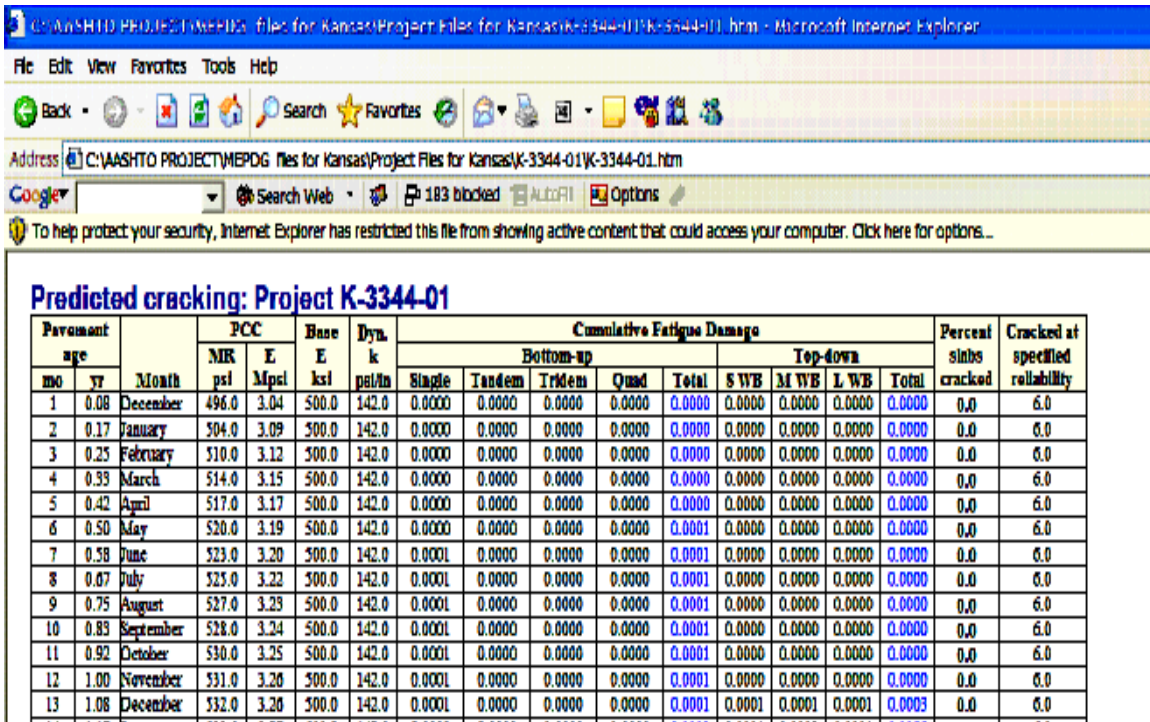 C:\AASHTO PROJECT\MEPDG files for Kansas\Project Files for Kansas\K-3344-01\K-3344-01.htm - Microsoft Internet Explorer
File Edit View Favorites Tools Help
Back Search Favorites
Address C:\AASHTO PROJECT\MEPDG files for Kansas\Project Files for Kansas\K-3344-01\K-3344-01.htm
Google Search Web 183 blocked AutoFill Options
To help protect your security, Internet Explorer has restricted this file from showing active content that could access your computer. Click here for options...
Predicted cracking: Project K-3344-01
Pavement PCC Base Dyn. Cumulative Fatigue Damage Percent Cracked at
age MR E E k Bottom-up Top-down slabs specified
mo yr Month psi Mpsi ksi psi/in Single Tandem Tridem Quad Total S WB M WB L WB Total cracked reliability
1 0.08 December 496.0 3.04 500.0 142.0 0.0000 0.0000 0.0000 0.0000 0.0000 0.0000 0.0000 0.0000 0.0000 0.0 6.0
2 0.17 January 504.0 3.09 500.0 142.0 0.0000 0.0000 0.0000 0.0000 0.0000 0.0000 0.0000 0.0000 0.0000 0.0 6.0
3 0.25 February 510.0 3.12 500.0 142.0 0.0000 0.0000 0.0000 0.0000 0.0000 0.0000 0.0000 0.0000 0.0000 0.0 6.0
4 0.33 March 514.0 3.15 500.0 142.0 0.0000 0.0000 0.0000 0.0000 0.0000 0.0000 0.0000 0.0000 0.0000 0.0 6.0
5 0.42 April 517.0 3.17 500.0 142.0 0.0000 0.0000 0.0000 0.0000 0.0000 0.0000 0.0000 0.0000 0.0000 0.0 6.0
6 0.50 May 520.0 3.19 500.0 142.0 0.0000 0.0000 0.0000 0.0000 0.0001 0.0000 0.0000 0.0000 0.0000 0.0 6.0
7 0.58 June 523.0 3.20 500.0 142.0 0.0001 0.0000 0.0000 0.0000 0.0001 0.0000 0.0000 0.0000 0.0000 0.0 6.0
8 0.67 July 525.0 3.22 500.0 142.0 0.0001 0.0000 0.0000 0.0000 0.0001 0.0000 0.0000 0.0000 0.0000 0.0 6.0
9 0.75 August 527.0 3.23 500.0 142.0 0.0001 0.0000 0.0000 0.0000 0.0001 0.0000 0.0000 0.0000 0.0000 0.0 6.0
10 0.83 September 528.0 3.24 500.0 142.0 0.0001 0.0000 0.0000 0.0000 0.0001 0.0000 0.0000 0.0000 0.0000 0.0 6.0
11 0.92 October 530.0 3.25 500.0 142.0 0.0001 0.0000 0.0000 0.0000 0.0001 0.0000 0.0000 0.0000 0.0000 0.0 6.0
12 1.00 November 531.0 3.26 500.0 142.0 0.0001 0.0000 0.0000 0.0000 0.0001 0.0000 0.0000 0.0000 0.0000 0.0 6.0
13 1.08 December 532.0 3.26 500.0 142.0 0.0001 0.0000 0.0000 0.0000 0.0001 0.0001 0.0001 0.0001 0.0003 0.0 6.0